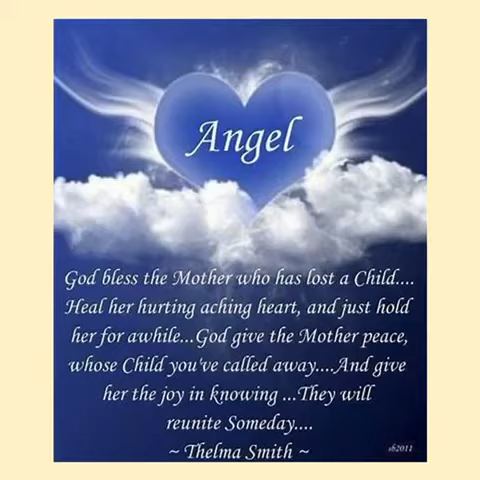 Angel
God bless the Mother who has lost a Child....
Heal her hurting aching heart, and just hold
her for awhile...God give the Mother peace,
whose Child you've called away....And give
her the joy in knowing ...They will
reunite Someday....
~ Thelma Smith ~
sb2011